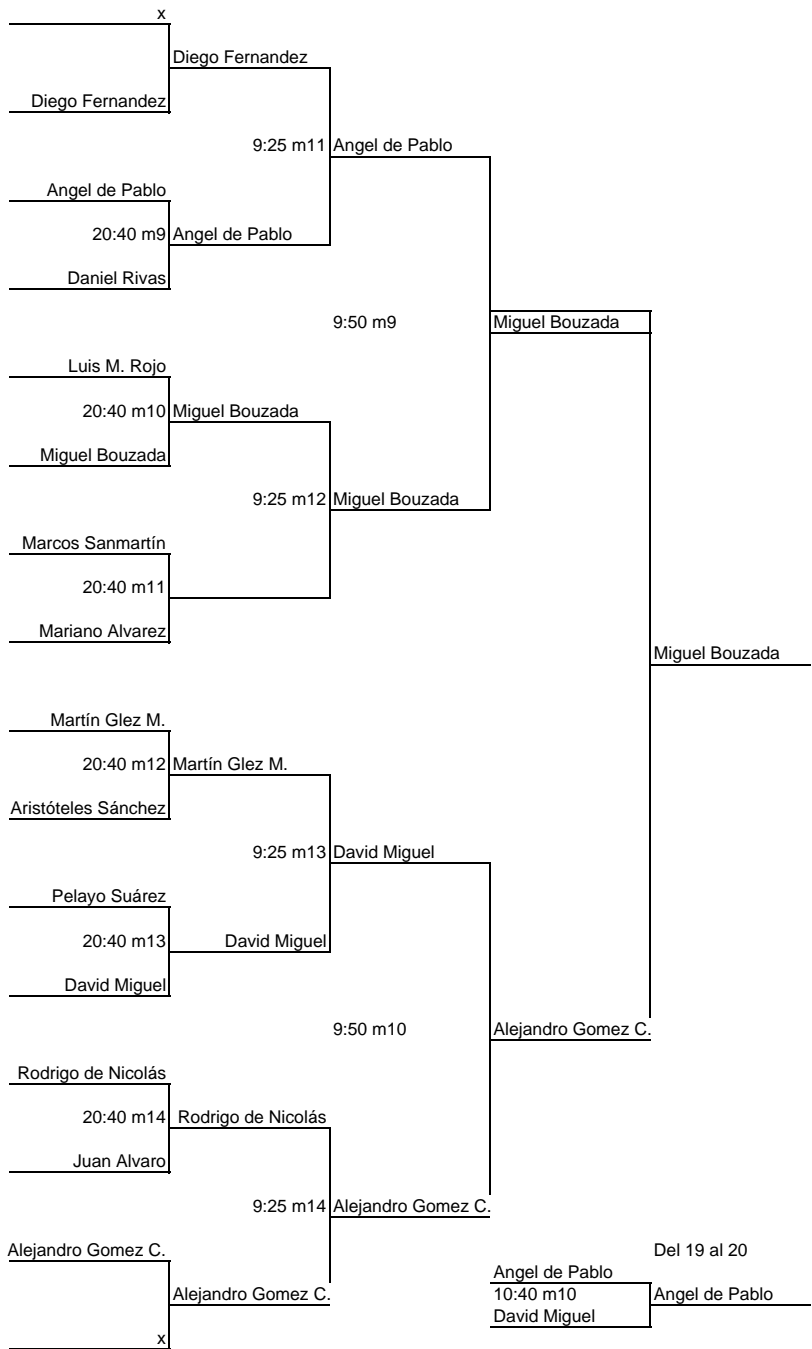 x
Diego Fernandez
Diego Fernandez
9:25 m11 Angel de Pablo
Angel de Pablo
20:40 m9 Angel de Pablo
Daniel Rivas
9:50 m9 Miguel Bouzada
Luis M. Rojo
20:40 m10 Miguel Bouzada
Miguel Bouzada
9:25 m12 Miguel Bouzada
Marcos Sanmartín
20:40 m11
Mariano Alvarez
Miguel Bouzada
Martín Glez M.
20:40 m12 Martín Glez M.
Aristóteles Sánchez
9:25 m13 David Miguel
Pelayo Suárez
20:40 m13 David Miguel
David Miguel
9:50 m10 Alejandro Gomez C.
Rodrigo de Nicolás
20:40 m14 Rodrigo de Nicolás
Juan Alvaro
9:25 m14 Alejandro Gomez C.
Alejandro Gomez C. Del 19 al 20
Angel de Pablo
Alejandro Gomez C. 10:40 m10 Angel de Pablo
David Miguel
x